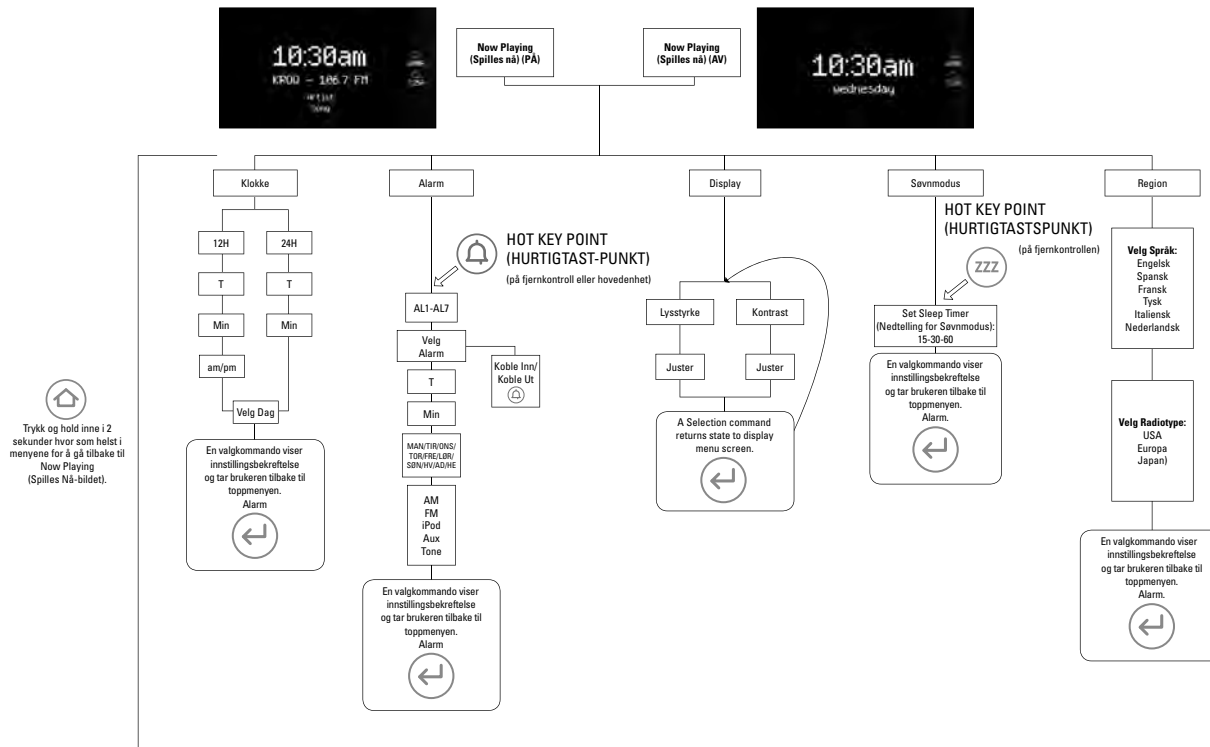 10:30am
KROQ - 106.7 FM
Artist
Song
Now Playing
(Spilles nå) (PÅ)
Now Playing
(Spilles nå) (AV)
10:30am
wednesday
Klokke
12H
24H
T
T
Min
Min
am/pm
Velg Dag
En valgkommando viser
innstillingsbekreftelse
og tar brukeren tilbake til
toppmenyen.
Alarm
Alarm
HOT KEY POINT
(HURTIGTAST-PUNKT)
(på fjernkontroll eller hovedenhet)
AL1-AL7
Velg
Alarm
Koble Inn/
Koble Ut
T
Min
MAN/TIR/ONS/
TOR/FRE/LØR/
SØN/HV/AD/HE
AM
FM
iPod
Aux
Tone
En valgkommando viser
innstillingsbekreftelse
og tar brukeren tilbake til
toppmenyen.
Alarm
Display
Lysstyrke
Kontrast
Juster
Juster
A Selection command
returns state to display
menu screen.
Søvnmodus
HOT KEY POINT
(HURTIGTASTSPUNKT)
(på fjernkontrollen)
ZZZ
Set Sleep Timer
(Nedtelling for Søvnmodus):
15-30-60
En valgkommando viser
innstillingsbekreftelse
og tar brukeren tilbake til
toppmenyen.
Alarm.
Region
Velg Språk:
Engelsk
Spansk
Fransk
Tysk
Italiensk
Nederlandsk
Velg Radiotype:
USA
Europa
Japan)
En valgkommando viser
innstillingsbekreftelse
og tar brukeren tilbake til
toppmenyen.
Alarm.
Trykk og hold inne i 2
sekunder hvor som helst i
menyene for å gå tilbake til
Now Playing
(Spilles Nå-bildet).